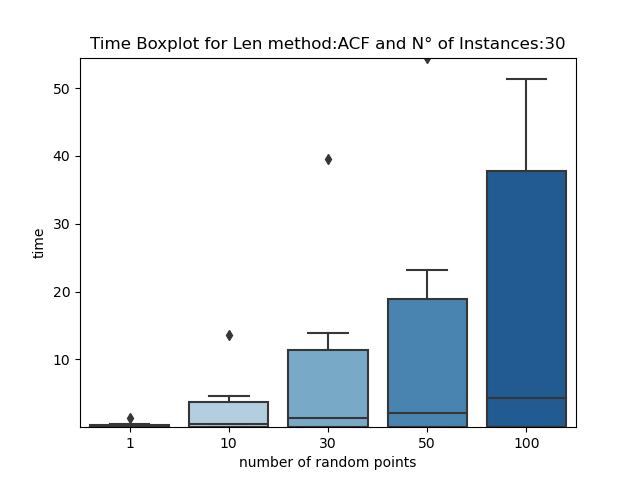 Time Boxplot for Len method:ACF and N° of Instances:30
50
40
30
20
10
time
1 10 30 50 100
number of random points